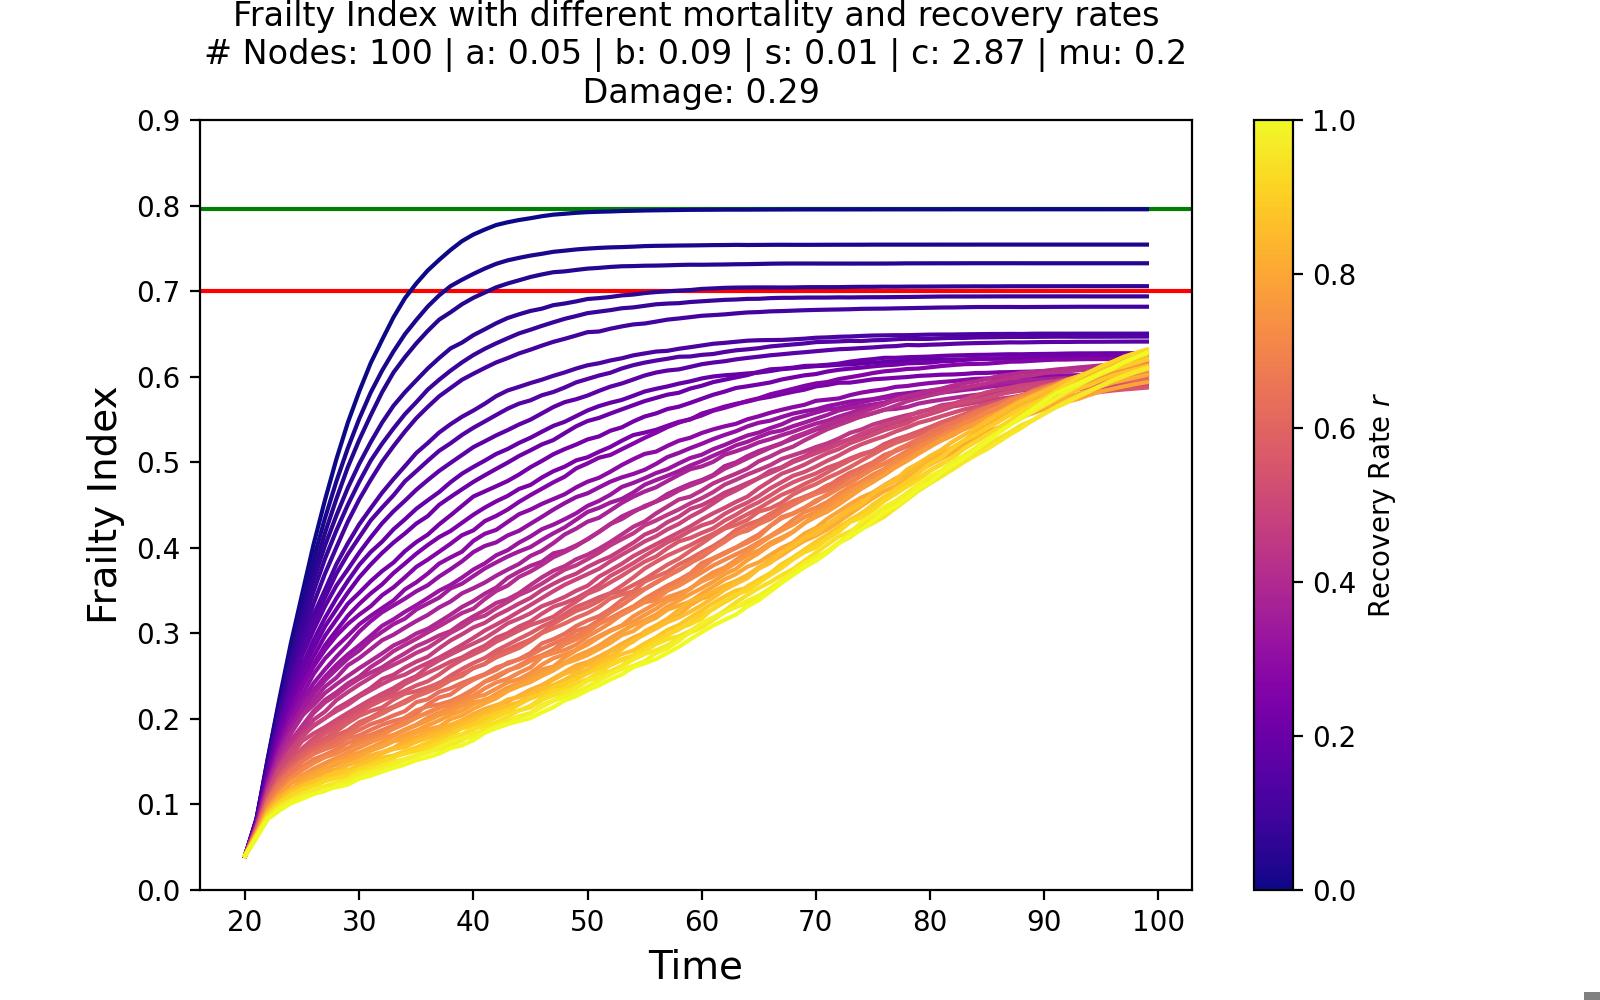 Frailty Index with different mortality and recovery rates
# Nodes: 100 | a: 0.05 | b: 0.09 | s: 0.01 | c: 2.87 | mu: 0.2
Damage: 0.29
0.9
0.8
0.7
0.6
0.5
0.4
0.3
0.2
0.1
0.0
Frailty Index
20 30 40 50 60 70 80 90 100
Time
1.0
0.8
0.6
0.4
0.2
0.0
Recovery Rate r